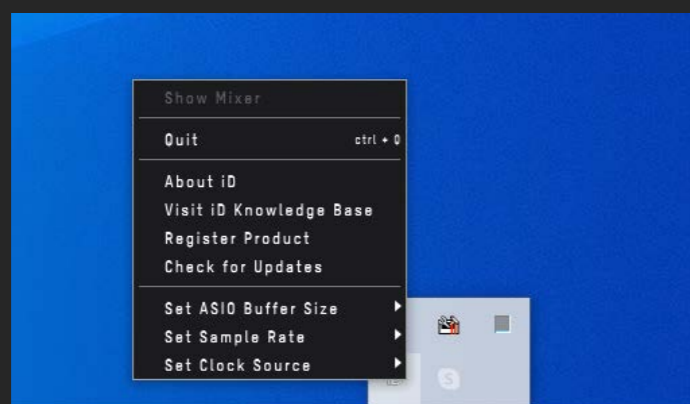 Show Mixer
Quit ctrl + Q
About iD
Visit iD Knowledge Base
Register Product
Check for Updates
Set ASIO Buffer Size
Set Sample Rate
Set Clock Source